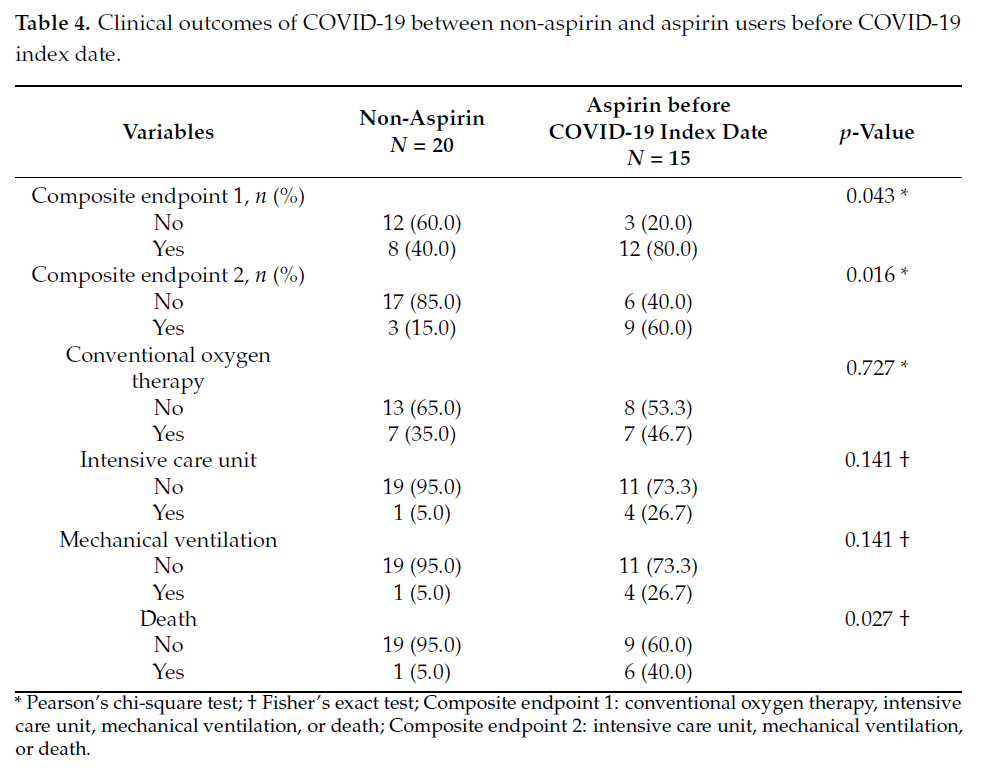 Table 4. Clinical outcomes of COVID-19 between non-aspirin and aspirin users before COVID-19
index date.
Variables Non-Aspirin N = 20 Aspirin before COVID-19 Index Date N = 15 p-Value
Composite endpoint 1, n (%) 0.043 *
No 12 (60.0) 3 (20.0)
Yes 8 (40.0) 12 (80.0)
Composite endpoint 2, n (%) 0.016 *
No 17 (85.0) 6 (40.0)
Yes 3 (15.0) 9 (60.0)
Conventional oxygen
therapy 0.727 *
No 13 (65.0) 8 (53.3)
Yes 7 (35.0) 7 (46.7)
Intensive care unit 0.141 †
No 19 (95.0) 11 (73.3)
Yes 1 (5.0) 4 (26.7)
Mechanical ventilation 0.141 †
No 19 (95.0) 11 (73.3)
Yes 1 (5.0) 4 (26.7)
Death 0.027 †
No 19 (95.0) 9 (60.0)
Yes 1 (5.0) 6 (40.0)
* Pearson's chi-square test; † Fisher's exact test; Composite endpoint 1: conventional oxygen therapy, intensive
care unit, mechanical ventilation, or death; Composite endpoint 2: intensive care unit, mechanical ventilation,
or death.